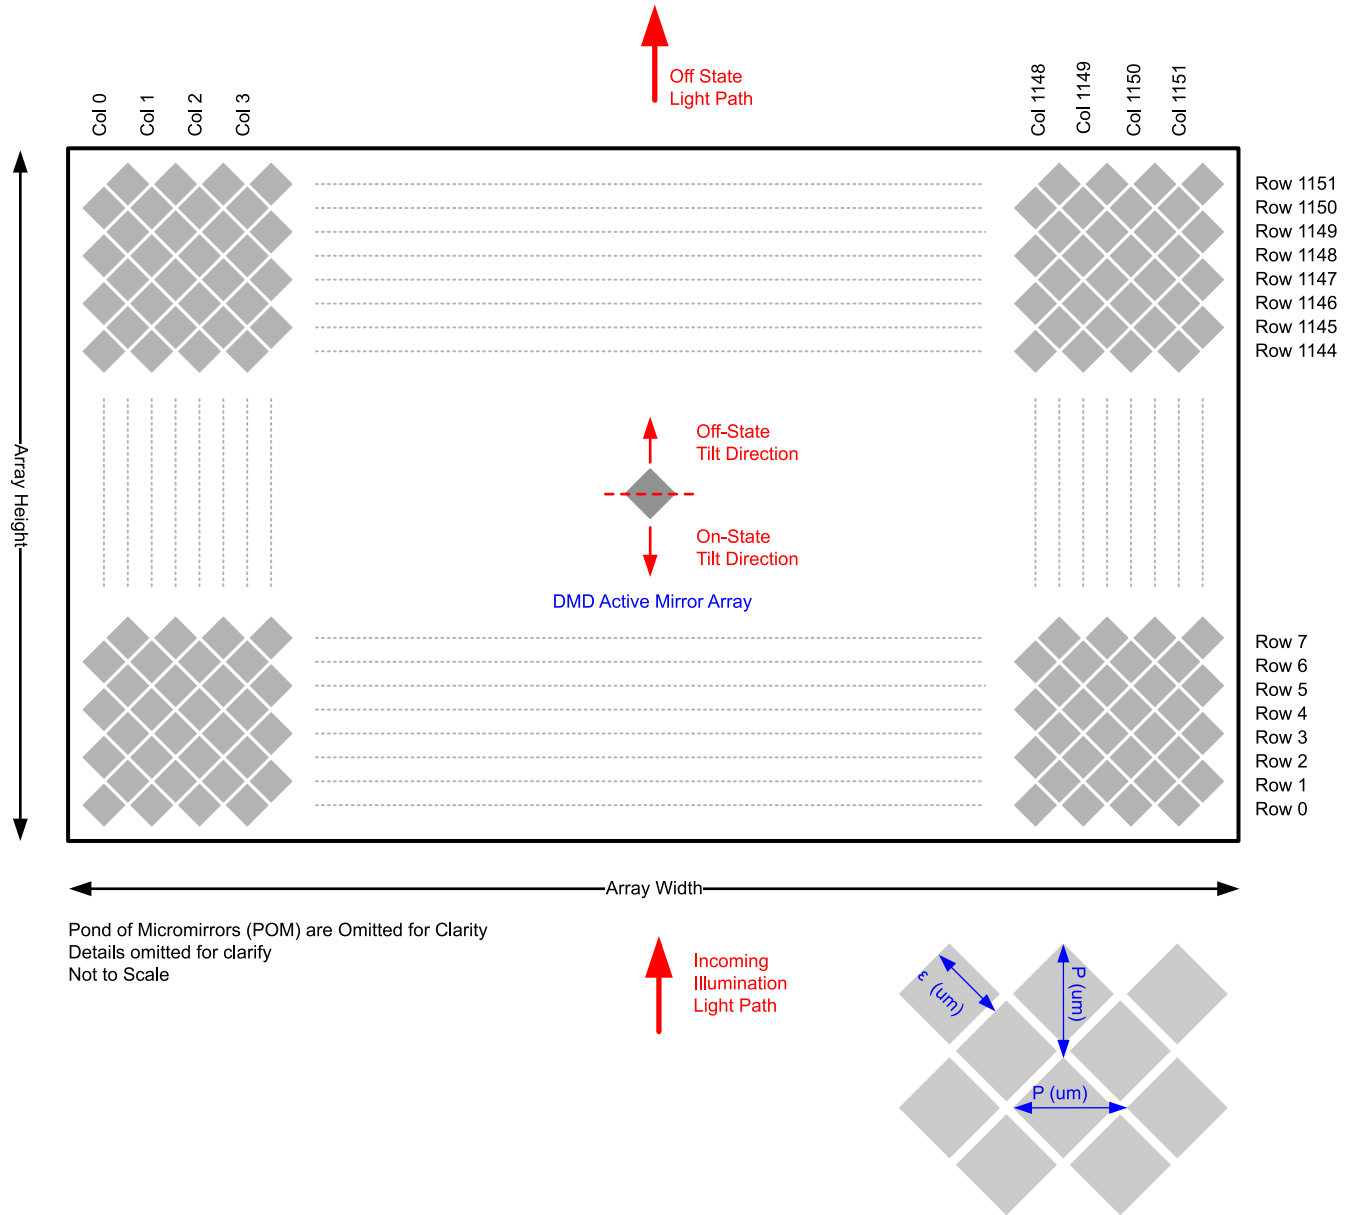 Off State
Light Path
Col 0
Col 1
Col 2
Col 3
Col 1148
Col 1149
Col 1150
Col 1151
Row 1151
Row 1150
Row 1149
Row 1148
Row 1147
Row 1146
Row 1145
Row 1144
Array Height
Off-State
Tilt Direction
On-State
Tilt Direction
DMD Active Mirror Array
Row 7
Row 6
Row 5
Row 4
Row 3
Row 2
Row 1
Row 0
Array Width
Pond of Micromirrors (POM) are Omitted for Clarity
Details omitted for clarify
Not to Scale
Incoming
Illumination
Light Path
ε (um)
P (um)
P (um)